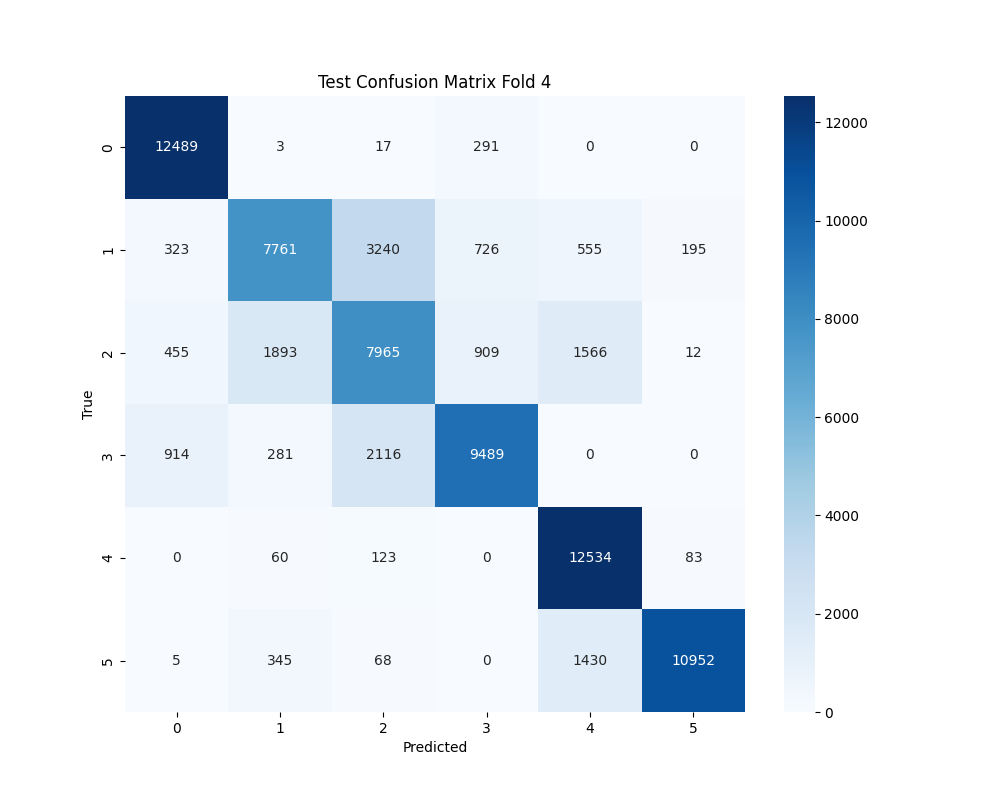 Test Confusion Matrix Fold 4
0 12489 3 17 291 0 0
1 323 7761 3240 726 555 195
2 455 1893 7965 909 1566 12
3 914 281 2116 9489 0 0
4 0 60 123 0 12534 83
5 5 345 68 0 1430 10952
0 1 2 3 4 5
True
Predicted
12000
10000
8000
6000
4000
2000
0